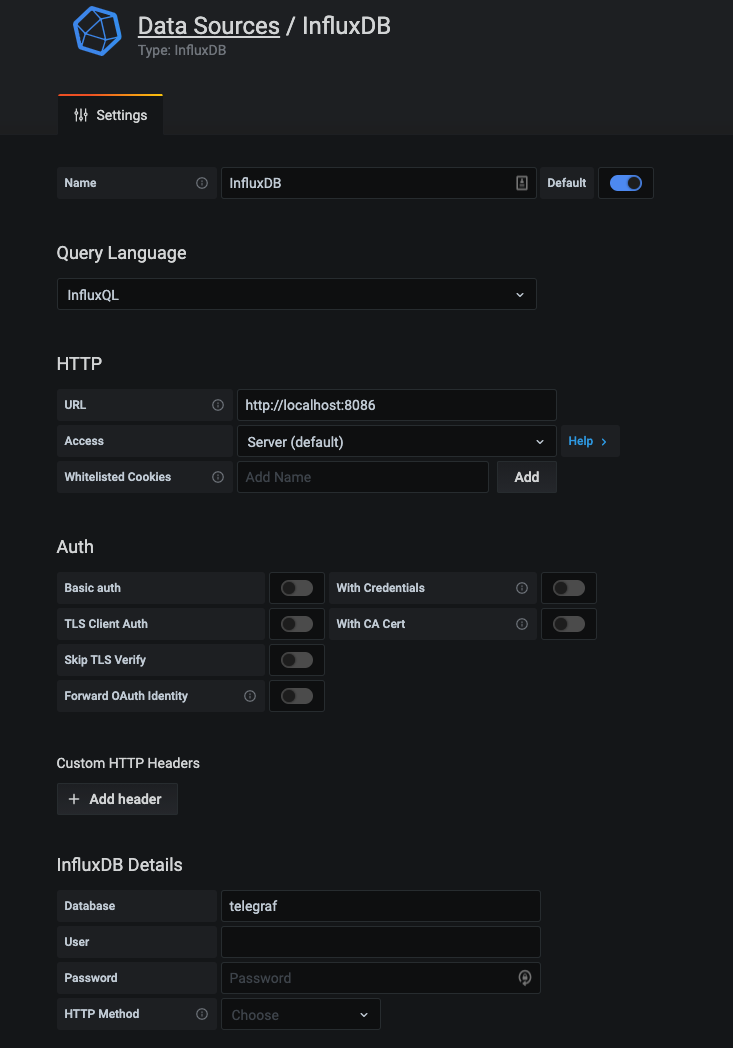 Data Sources / InfluxDB
Type: InfluxDB
Settings
Name InfluxDB Default
Query Language
InfluxQL
HTTP
URL http://localhost:8086
Access Server (default) Help
Whitelisted Cookies Add Name Add
Auth
Basic auth With Credentials
TLS Client Auth With CA Cert
Skip TLS Verify
Forward OAuth Identity
Custom HTTP Headers
+ Add header
InfluxDB Details
Database telegraf
User
Password Password
HTTP Method Choose